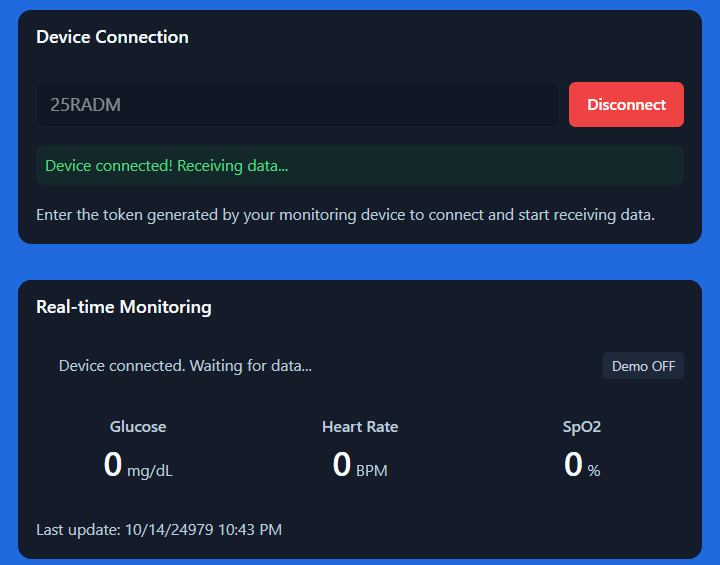 Device Connection
25RADM
Disconnect
Device connected! Receiving data...
Enter the token generated by your monitoring device to connect and start receiving data.
Real-time Monitoring
Device connected. Waiting for data...
Demo OFF
Glucose Heart Rate SpO2
0 mg/dL 0 BPM 0 %
Last update: 10/14/24979 10:43 PM